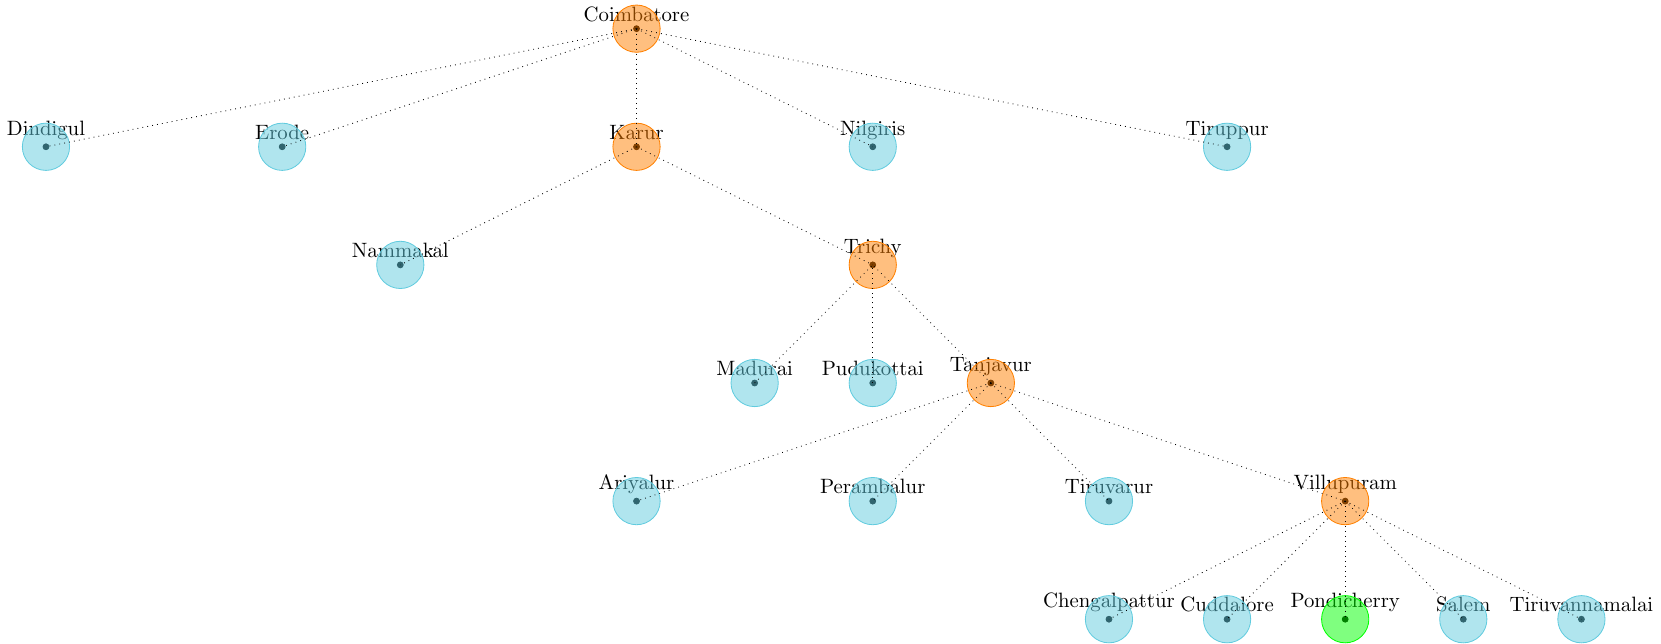 Coimbatore
Dindigul Erode Karur Nilgiris Tiruppur
Nammakal Trichy
Madurai Pudukottai Tanjavur
Ariyalur Perambalur Tiruvarur Villupuram
Chengalpattur Cuddalore Pondicherry Salem Tiruvannamalai